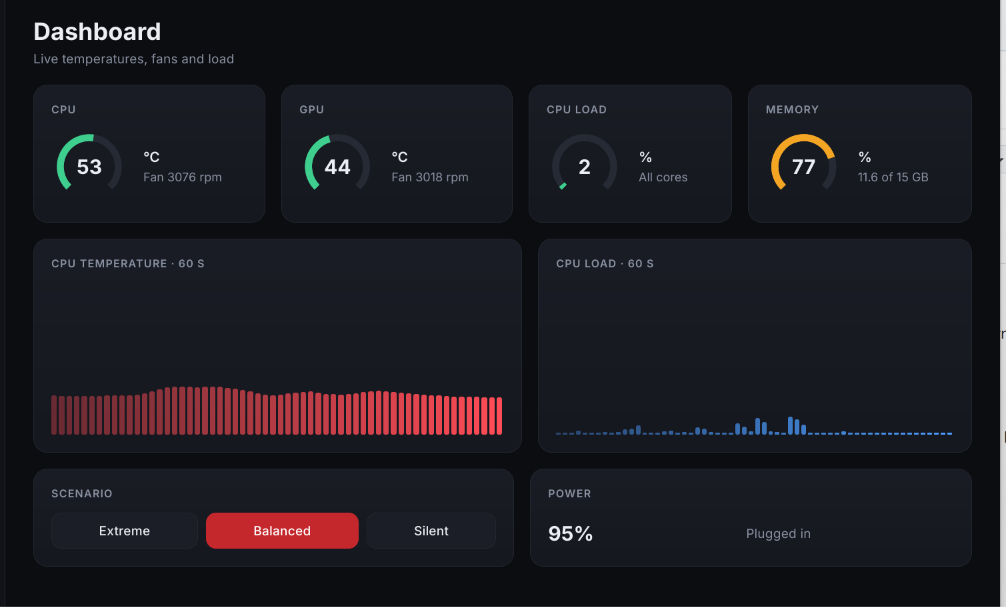 Dashboard
Live temperatures, fans and load
CPU
53
°C
Fan 3076 rpm
GPU
44
°C
Fan 3018 rpm
CPU LOAD
2
%
All cores
MEMORY
77
%
11.6 of 15 GB
CPU TEMPERATURE · 60 S
CPU LOAD · 60 S
SCENARIO
Extreme
Balanced
Silent
POWER
95%
Plugged in